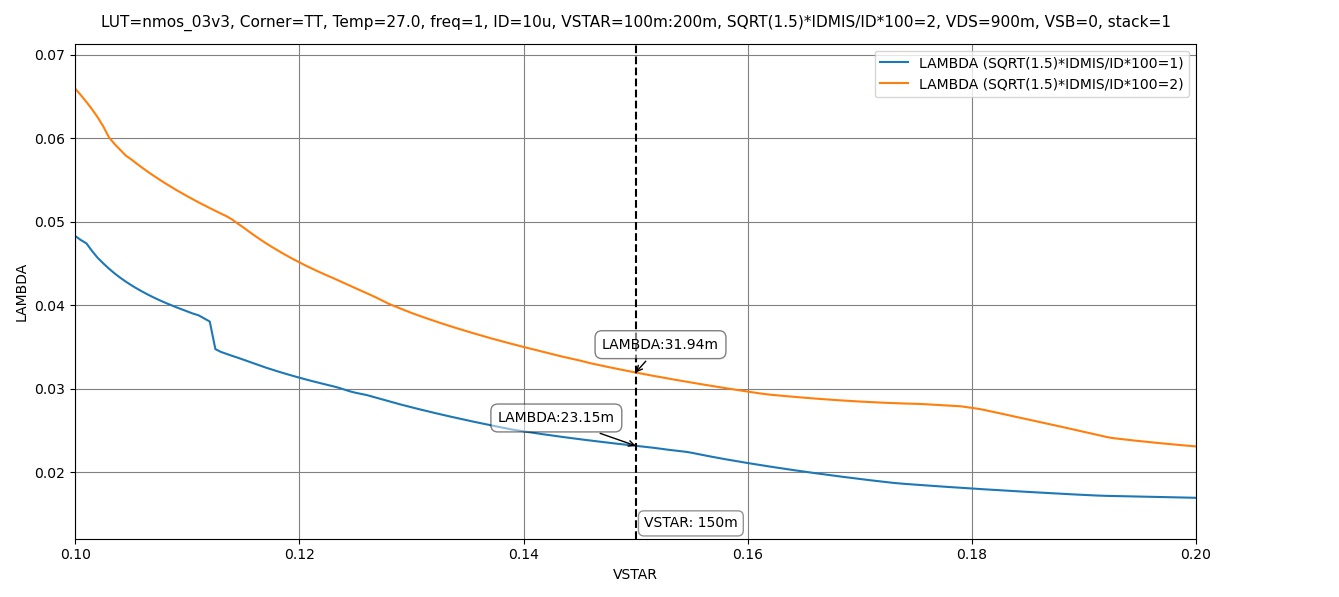 LUT=nmos_03v3, Corner=TT, Temp=27.0, freq=1, ID=10u, VSTAR=100m:200m, SQRT(1.5)*IDMIS/ID*100=2, VDS=900m, VSB=0, stack=1
LAMBDA (SQRT(1.5)*IDMIS/ID*100=1)
LAMBDA (SQRT(1.5)*IDMIS/ID*100=2)
0.07
0.06
0.05
0.04
0.03
0.02
LAMBDA
LAMBDA:31.94m
LAMBDA:23.15m
VSTAR: 150m
0.10
0.12
0.14
0.16
0.18
0.20
VSTAR